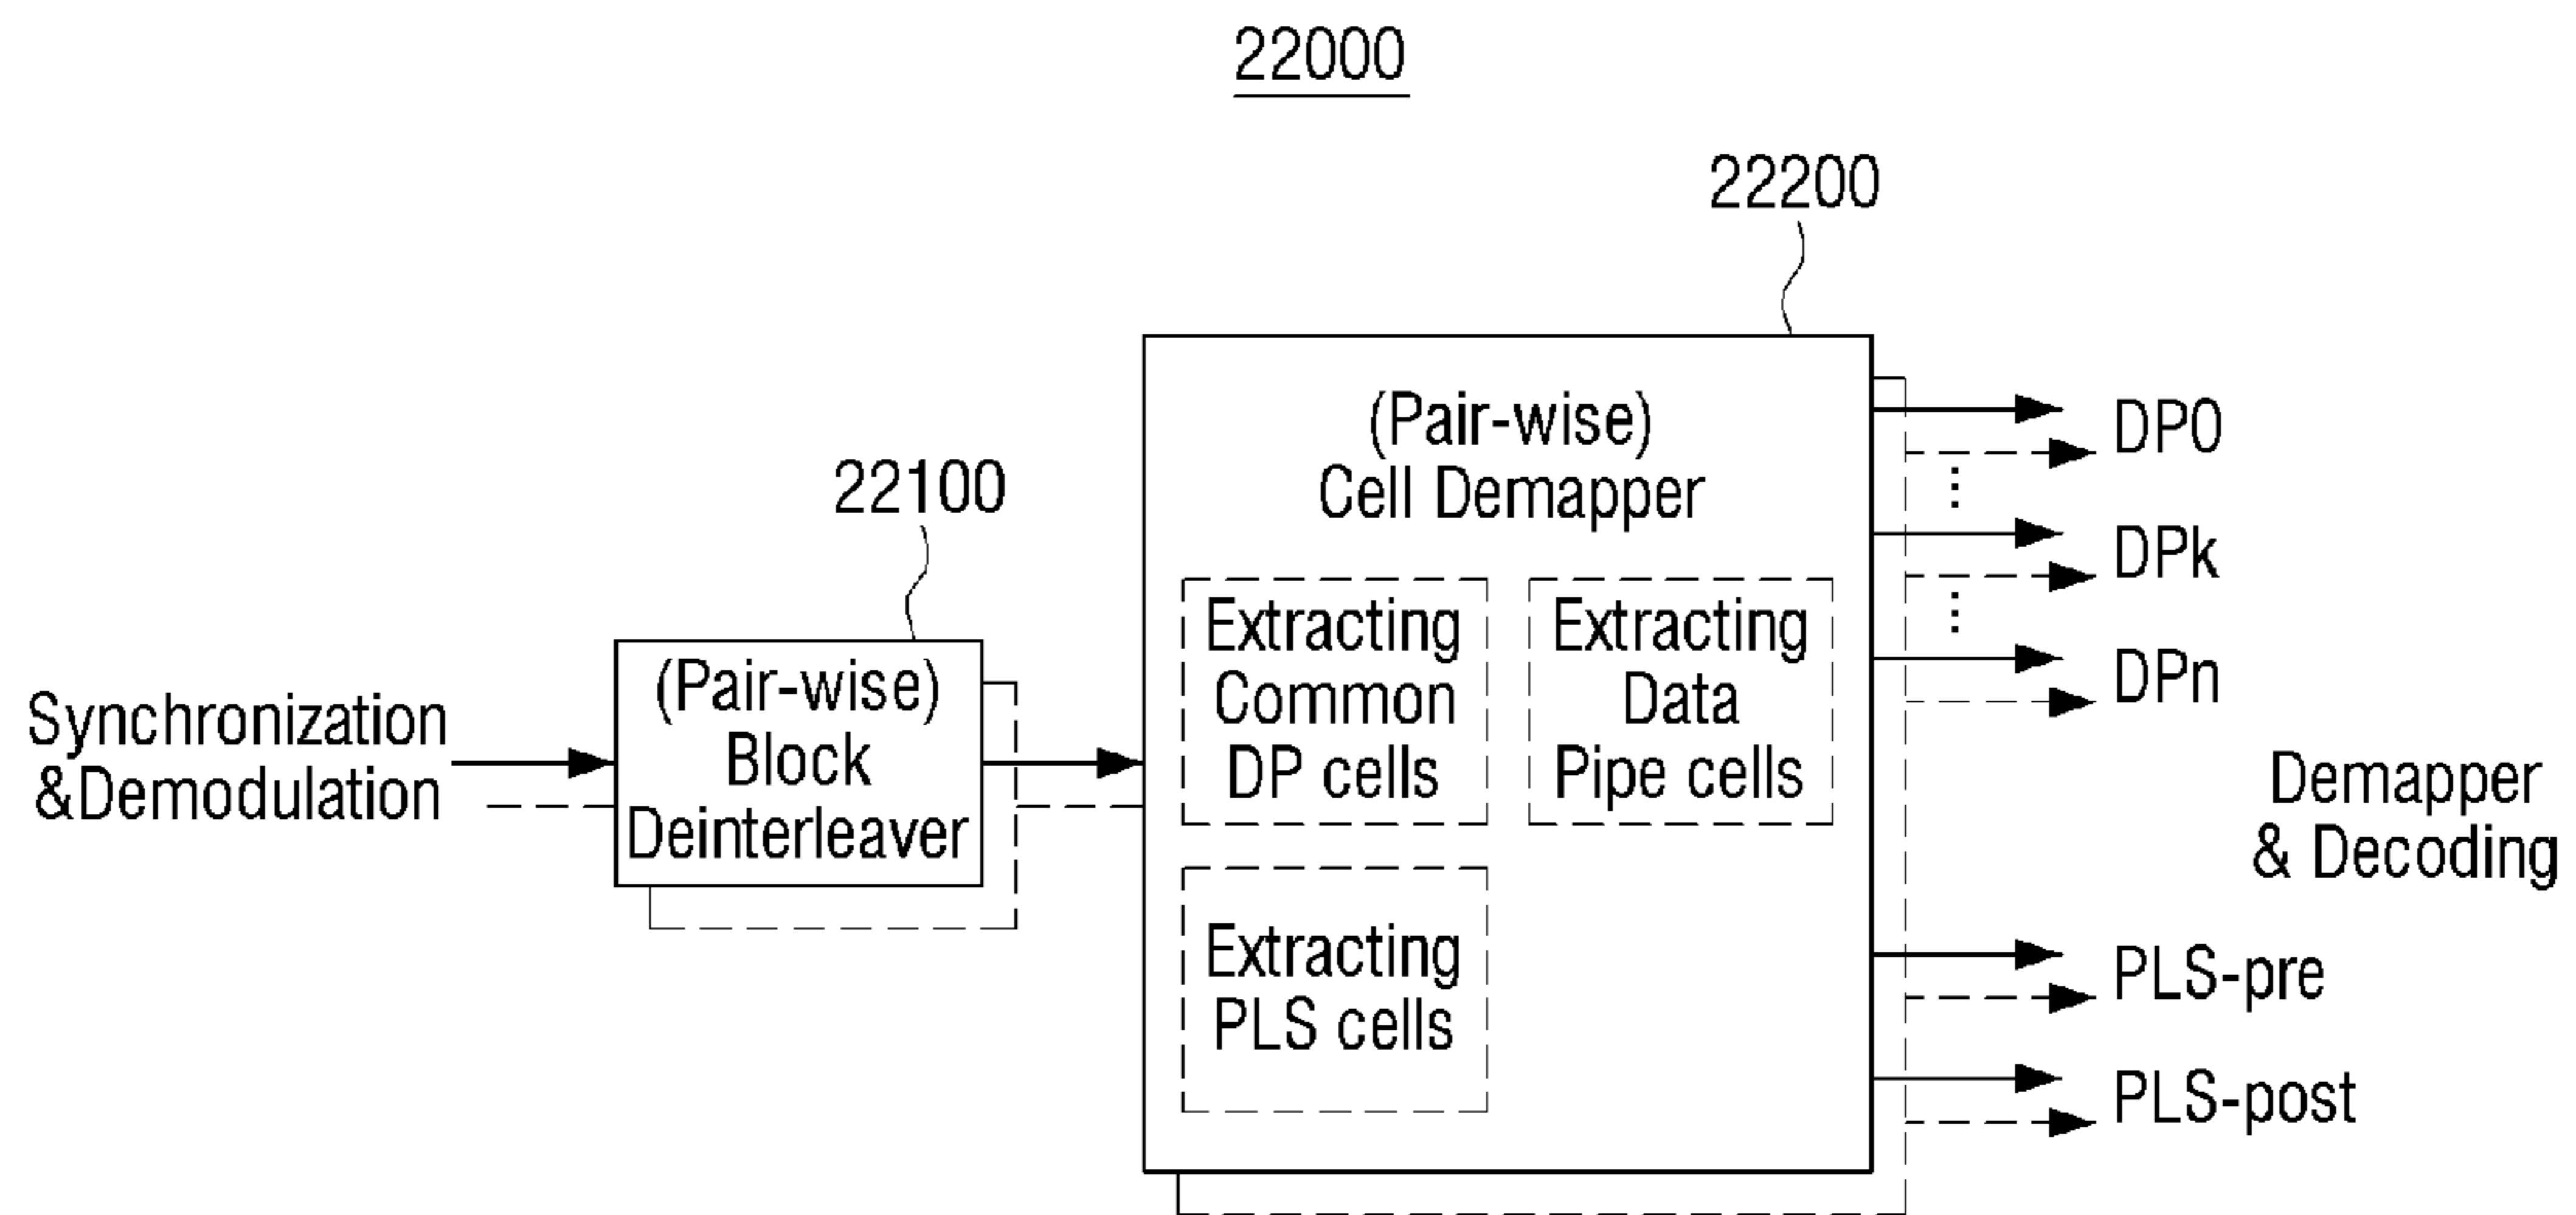 22000
22200
22100
Synchronization
&Demodulation
(Pair-wise)
Block
Deinterleaver
(Pair-wise)
Cell Demapper
Extracting
Common
DP cells
Extracting
Data
Pipe cells
Extracting
PLS cells
DP0
DPk
DPn
Demapper
& Decoding
PLS-pre
PLS-post